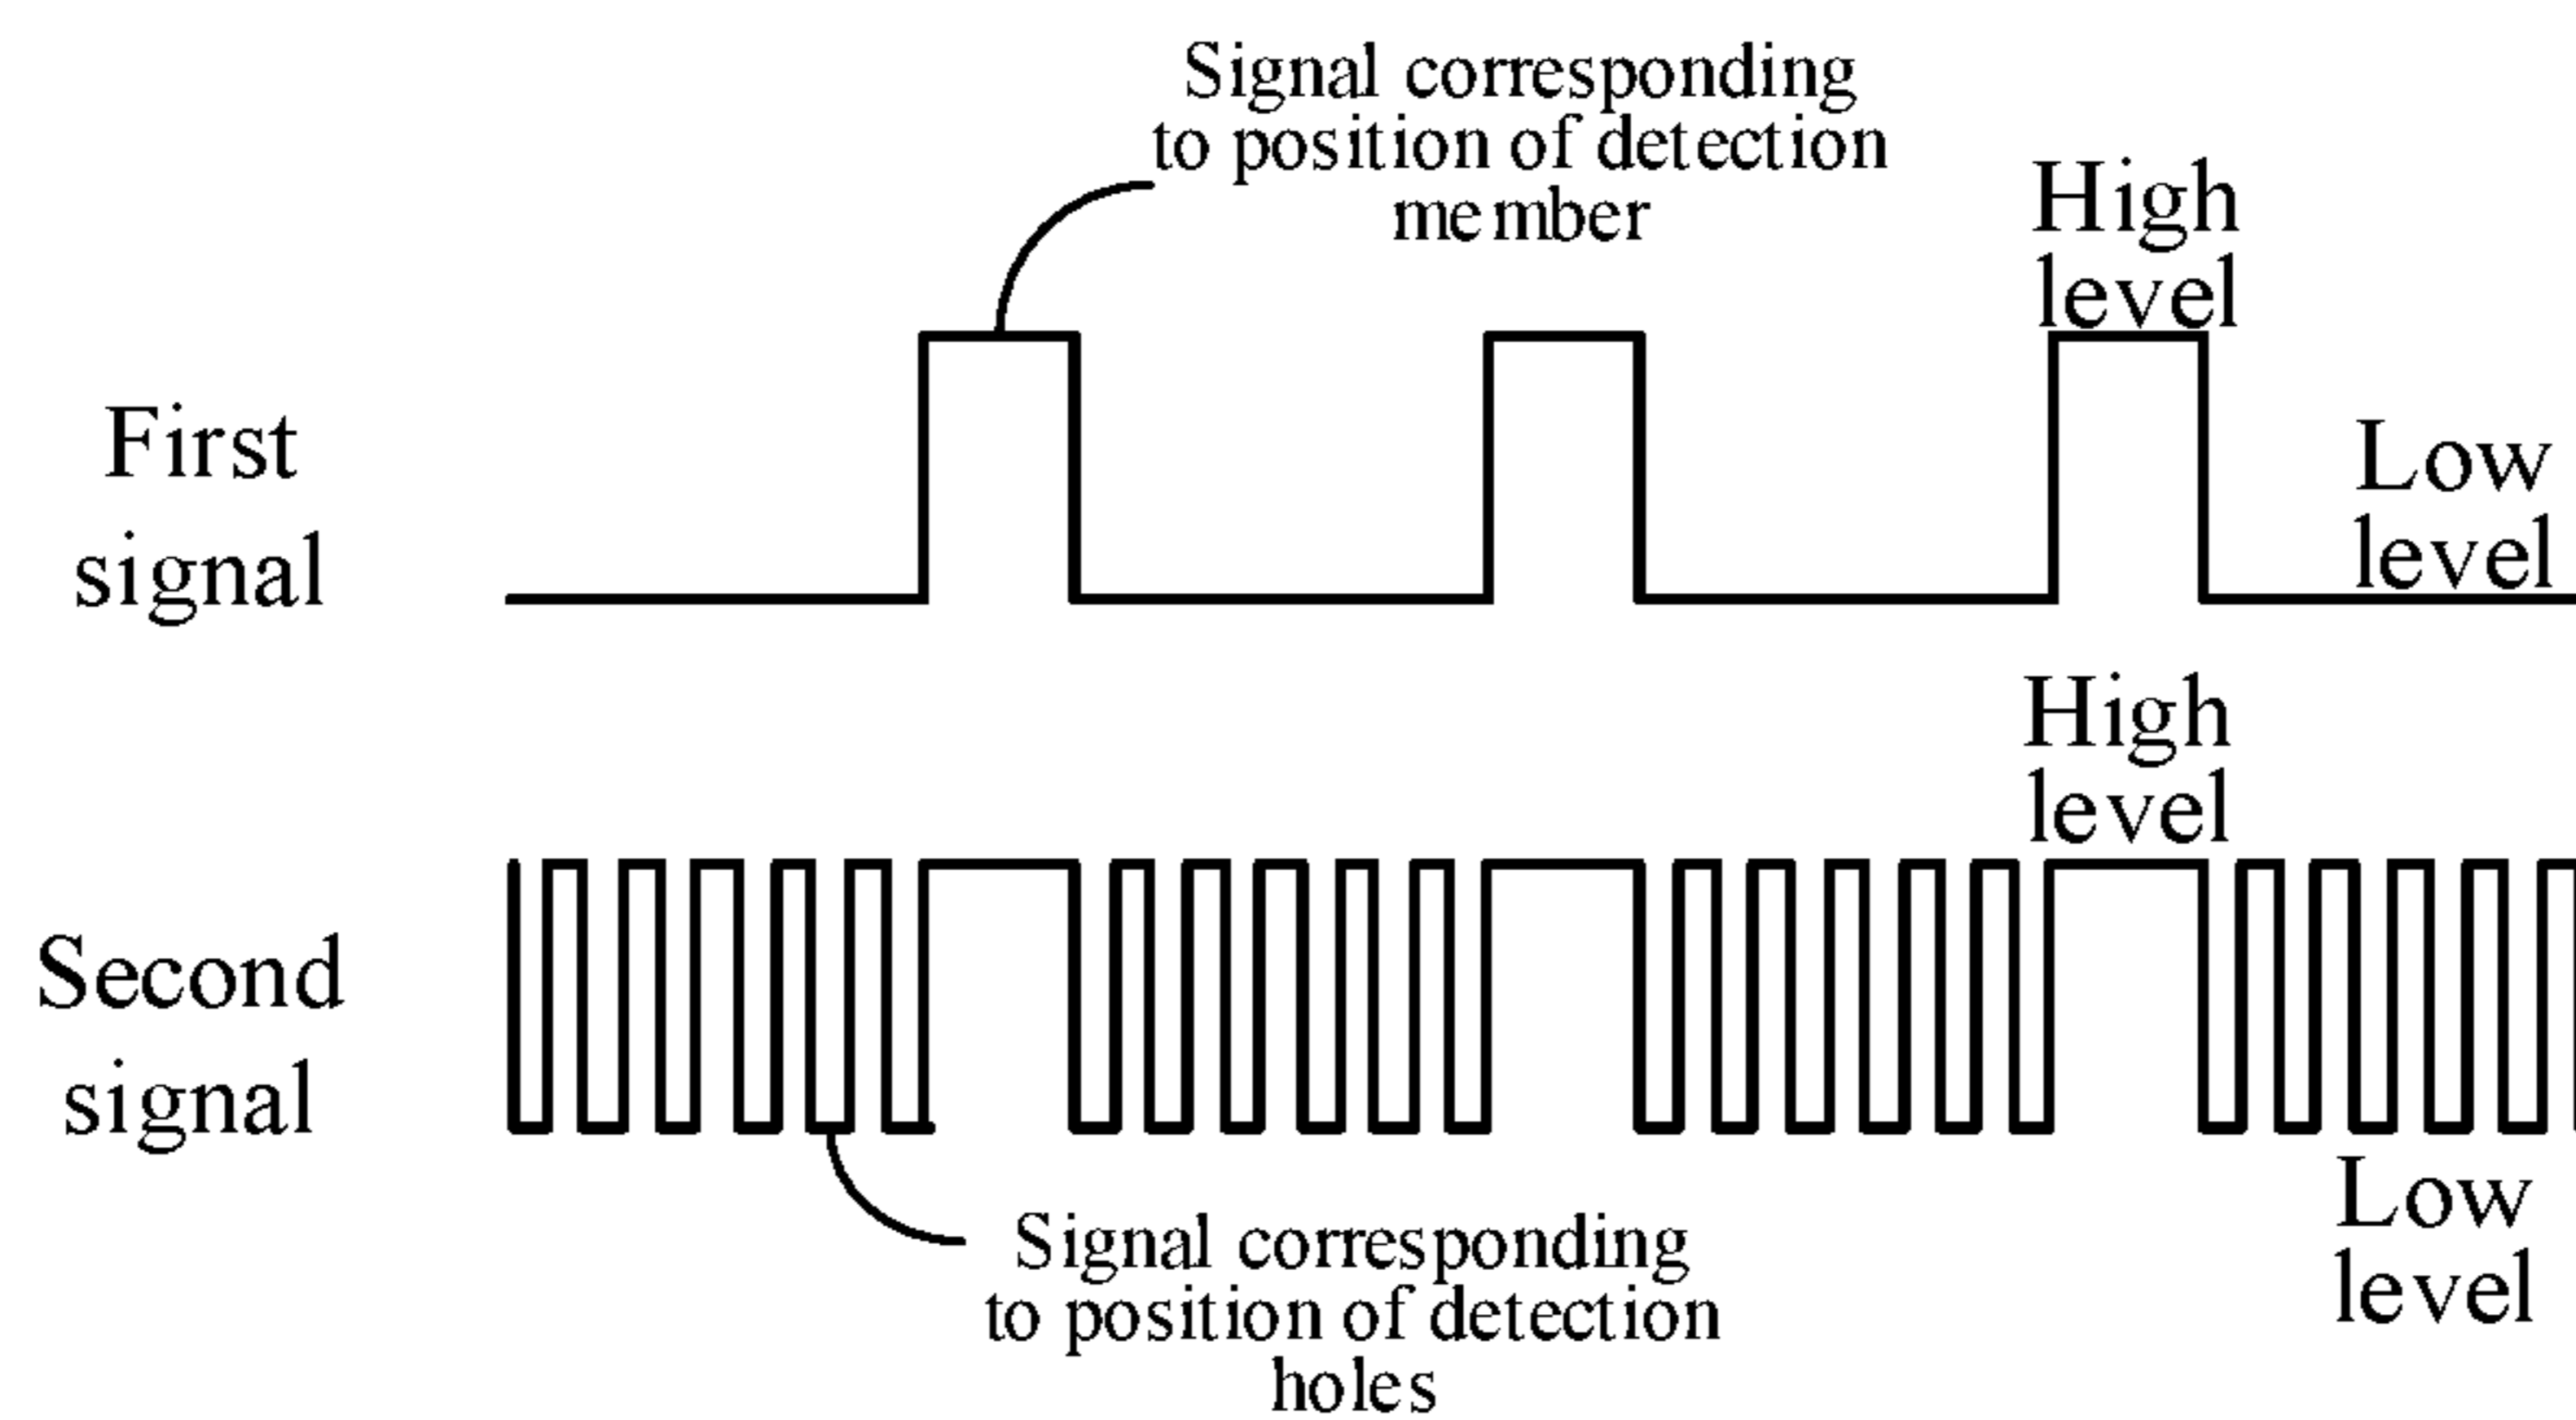 Signal corresponding
to position of detection
member
High
level
First
signal
Low
level
High
level
Second
signal
Low
level
Signal corresponding
to position of detection
holes